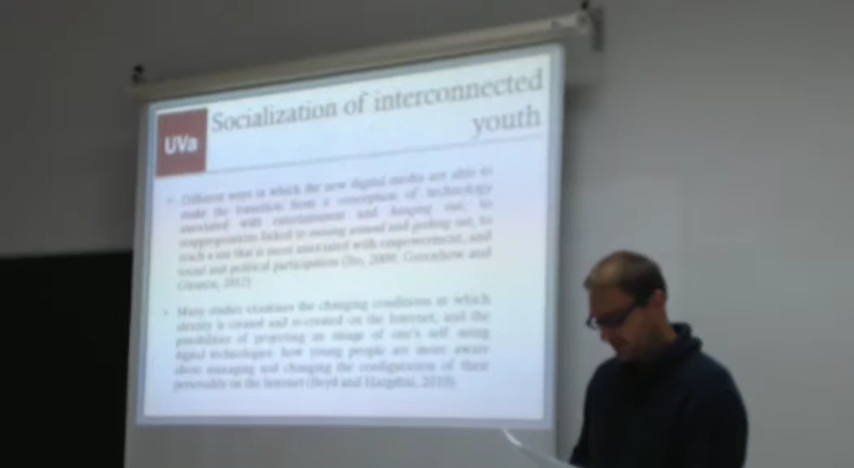 Socialization of interconnected
youth
UVa
Different ways in which the new digital media are able to
make the transition from a conception of technology
associated with entertainment and hanging out, to
linked to messing around and geeking out, to
reach a use that is more associated with empowerment, and
social and political participation (Ito, 2009; Greenhow and
2012)
Many studies examines the changing conditions in which
identity is created and re-created on the Internet, and the
possibilities of projecting an image of one's self using
digital technologies: how young people are more aware
about managing and changing the configuration of their
personality on the Internet (Boyd and Hargittai, 2010).